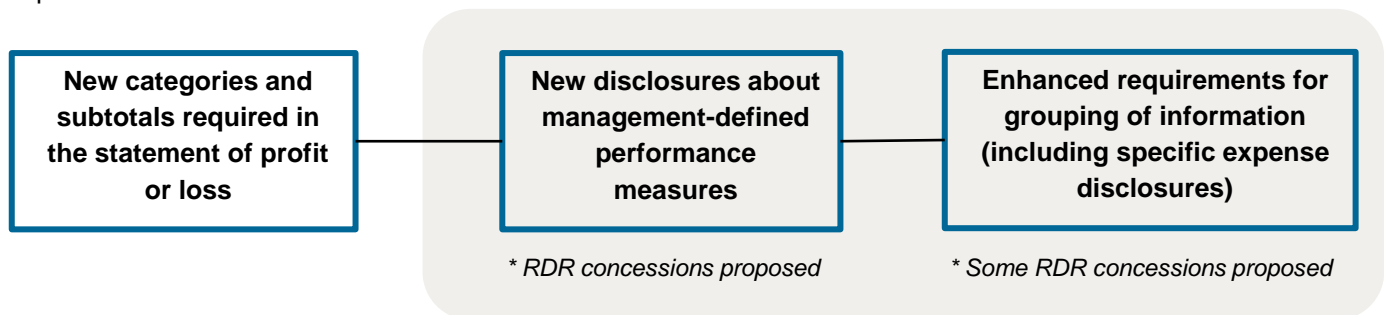 New categories and
subtotals required in
the statement of profit
or loss
New disclosures about
management-defined
performance
measures
* RDR concessions proposed
Enhanced requirements for
grouping of information
(including specific expense
disclosures)
* Some RDR concessions proposed